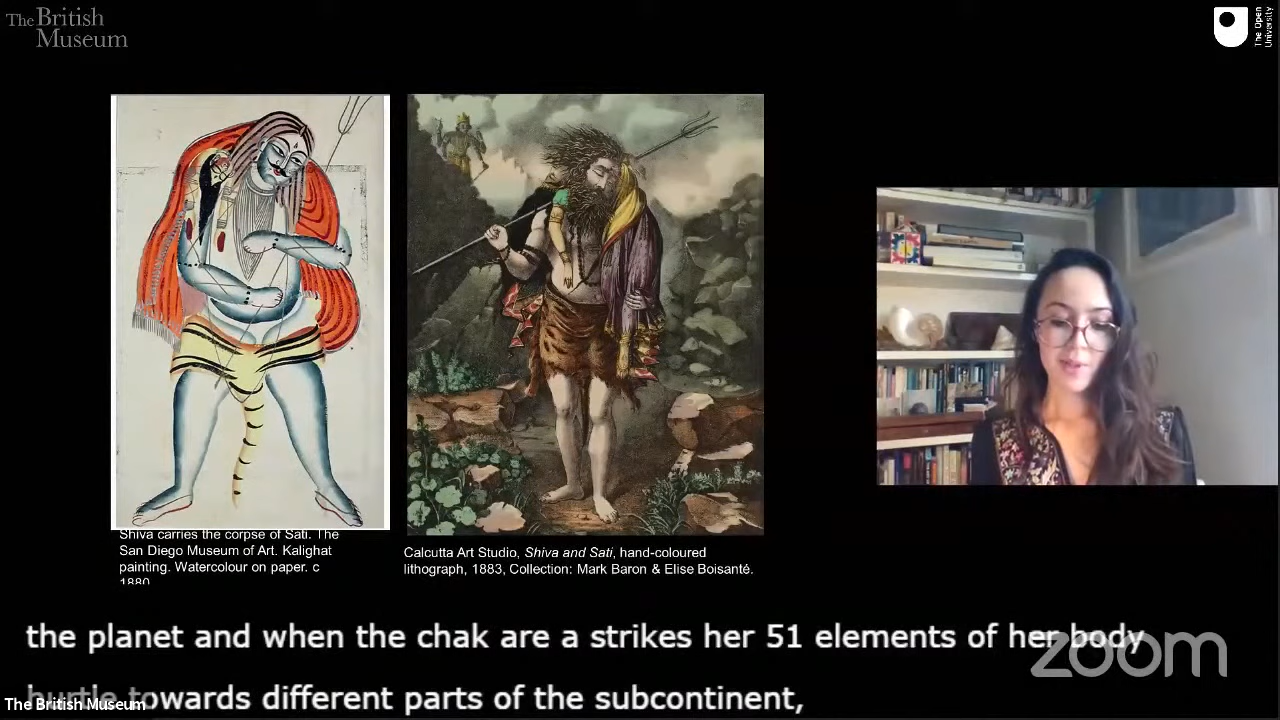 The British
Museum
The Open
University
Shiva carries the corpse of Sati. The
San Diego Museum of Art. Kalighat
painting. Watercolour on paper. c
1880
Calcutta Art Studio, Shiva and Sati, hand-coloured
lithograph, 1883, Collection: Mark Baron & Elise Boisanté.
the planet and when the chak are a strikes her 51 elements of her body
hurtle towards different parts of the subcontinent,
zoom
The British Museum